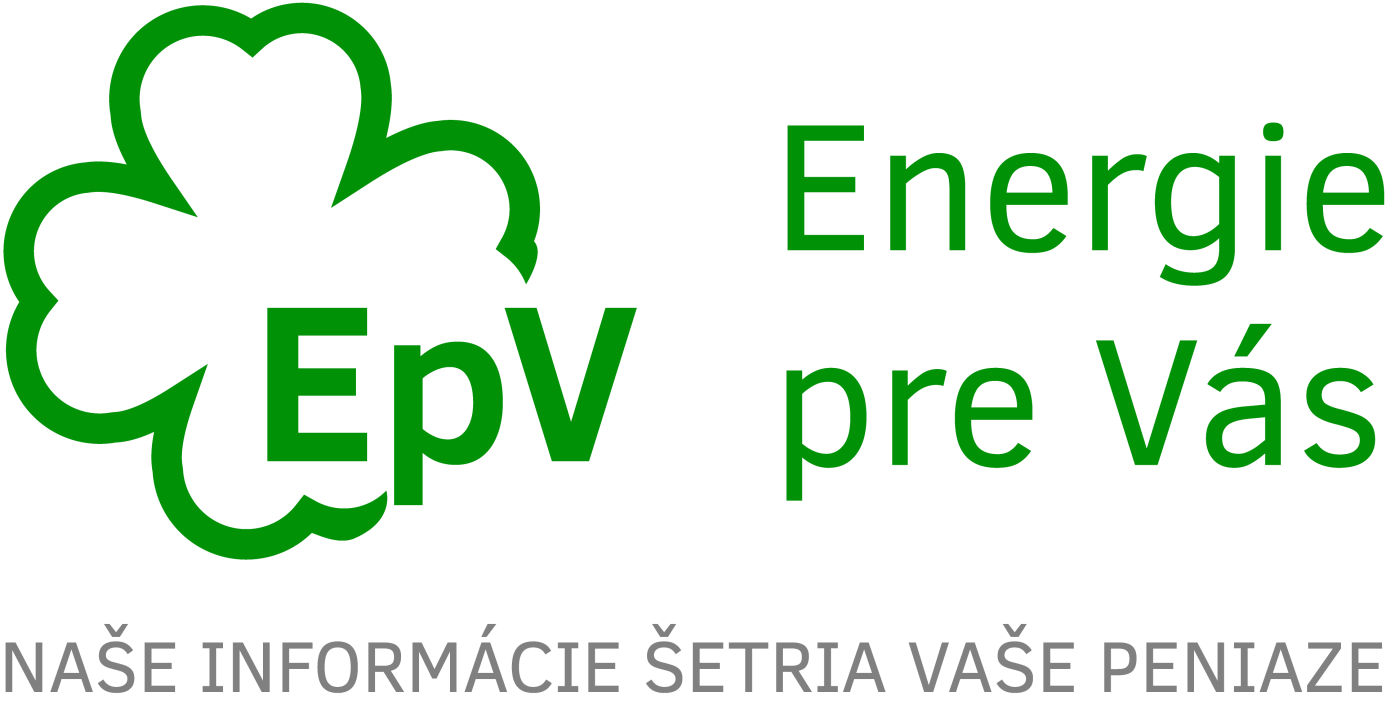 EpV
Energie
pre Vás
NAŠE INFORMÁCIE ŠETRIA VAŠE PENIAZE